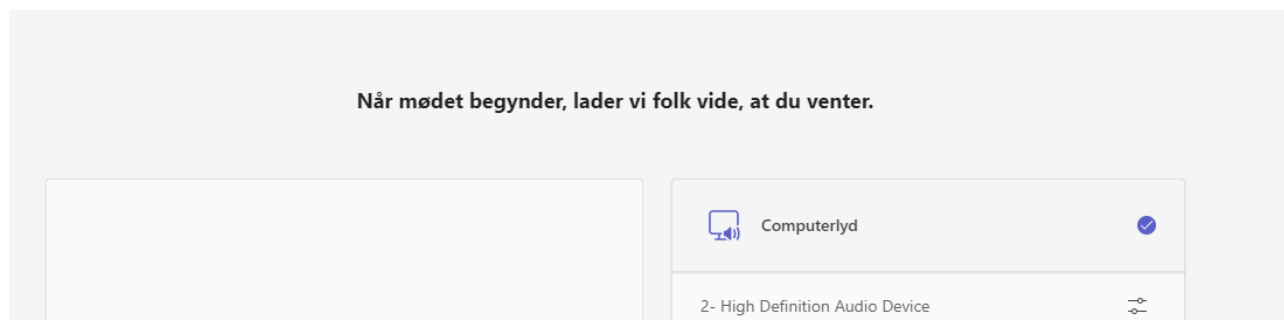 Når mødet begynder, lader vi folk vide, at du venter.
Computerlyd
2- High Definition Audio Device